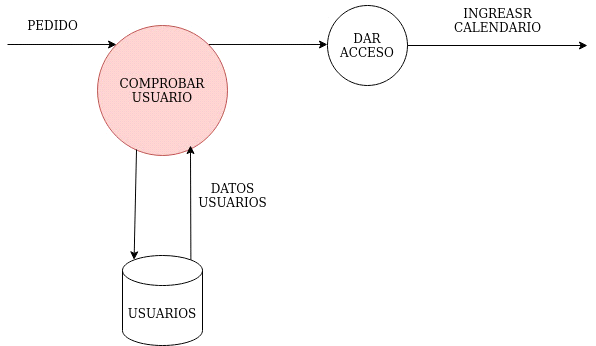 PEDIDO
COMPROBAR
USUARIO
DAR
ACCESO
INGREASR
CALENDARIO
DATOS
USUARIOS
USUARIOS